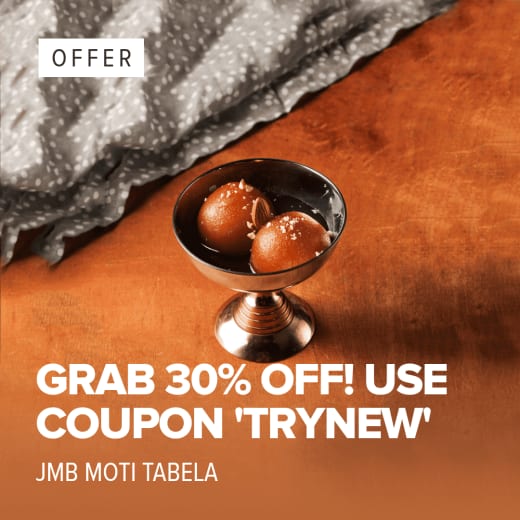 OFFER
GRAB 30% OFF! USE
COUPON 'TRYNEW'
JMB MOTI TABELA